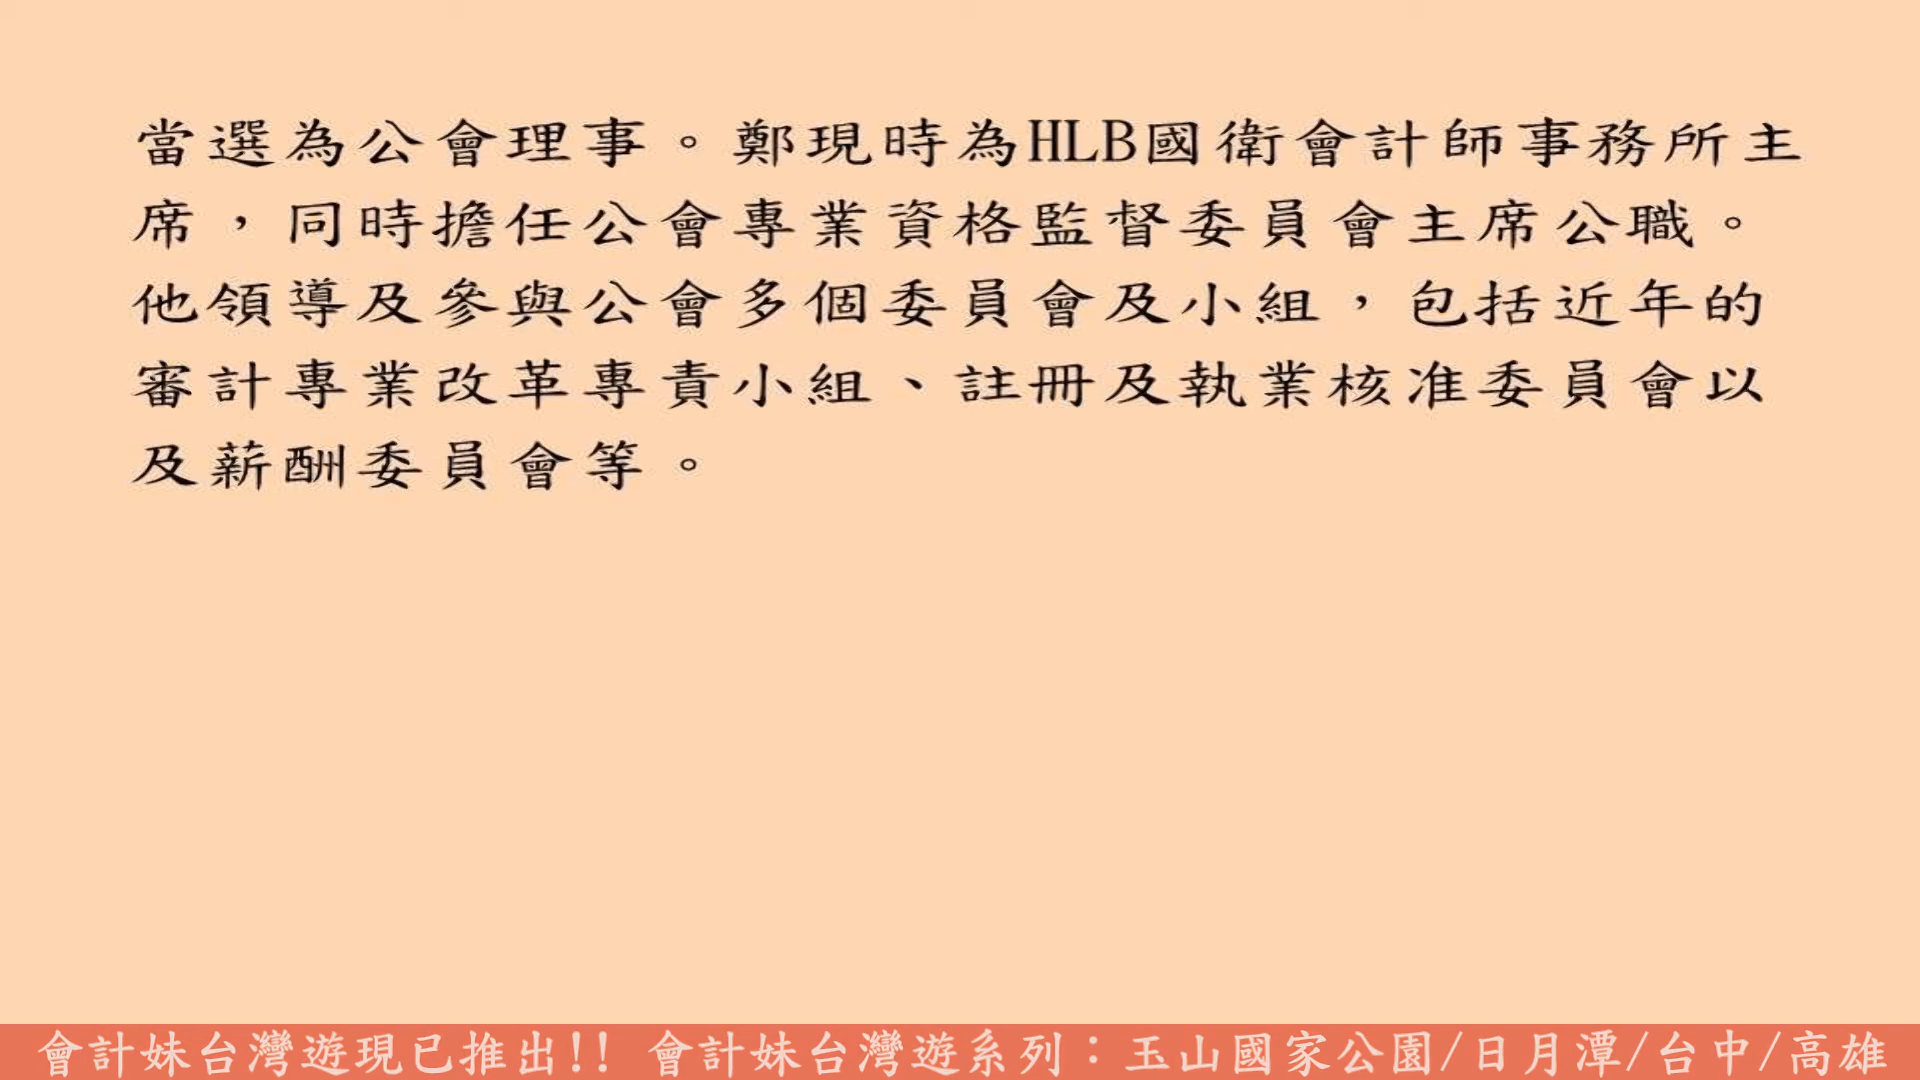 當選為公會理事。鄭現時為HLB國衛會計師事務所主
席，同時擔任公會專業資格監督委員會主席公職。
他領導及參與公會多個委員會及小組，包括近年的
審計專業改革專責小組、註冊及執業核准委員會以
及薪酬委員會等。
會計妹台灣遊現已推出!! 會計妹台灣遊系列：玉山國家公園/日月潭/台中/高雄